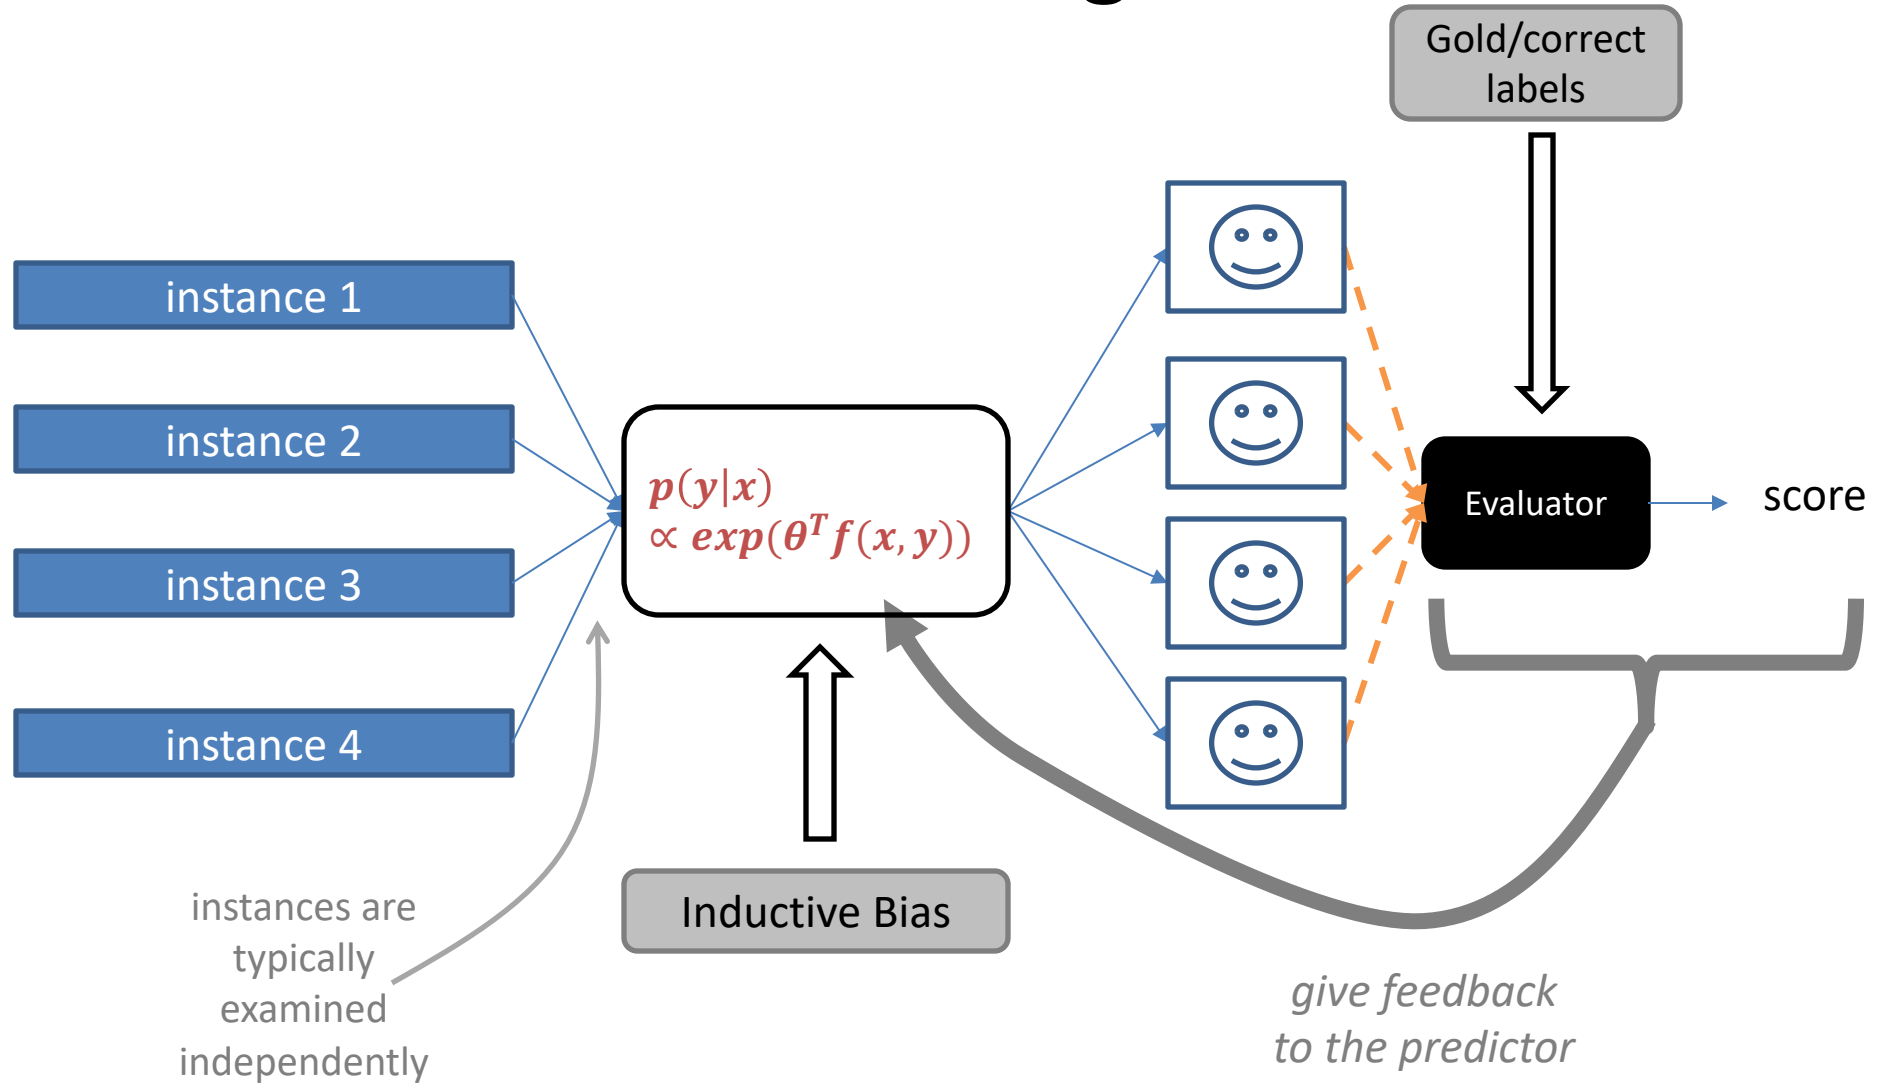 Gold/correct
labels
instance 1
instance 2
instance 3
instance 4
p(y|x)
∝ exp(θᵀf(x, y))
Evaluator
score
Inductive Bias
instances are
typically
examined
independently
give feedback
to the predictor